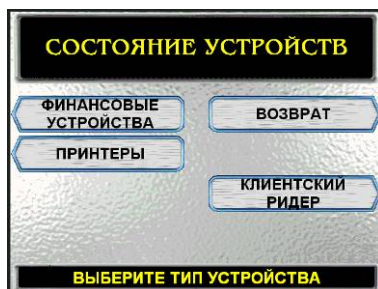 СОСТОЯНИЕ УСТРОЙСТВ
ФИНАНСОВЫЕ
УСТРОЙСТВА
ВОЗВРАТ
ПРИНТЕРЫ
КЛИЕНТСКИЙ
РИДЕР
ВЫБЕРИТЕ ТИП УСТРОЙСТВА